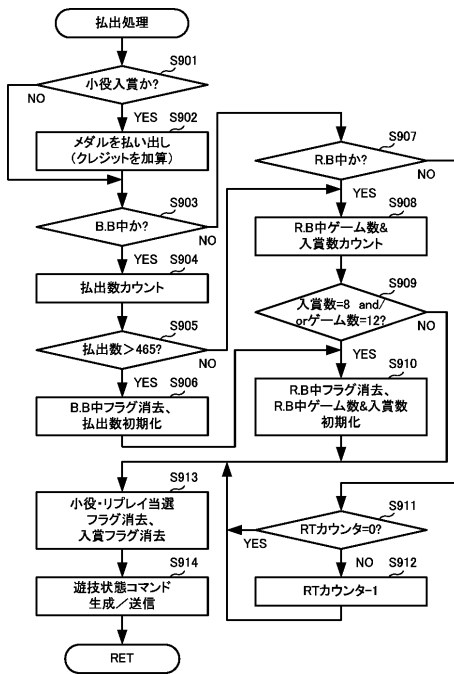 払出処理
S901
小役入賞か?
NO
YES
S902
メダルを払い出し
(クレジットを加算)
S903
B.B中か?
NO
YES
S904
払出数カウント
S905
払出数>465?
NO
YES
S906
B.B中フラグ消去、
払出数初期化
S907
R.B中か?
YES
NO
S908
R.B中ゲーム数&
入賞数カウント
S909
入賞数=8 and/
orゲーム数=12?
YES
NO
S910
R.B中フラグ消去、
R.B中ゲーム数&入賞数
初期化
S911
RTカウンタ=0?
YES
NO
S912
RTカウンタ-1
S913
小役・リプレイ当選
フラグ消去、
入賞フラグ消去
S914
遊技状態コマンド
生成/送信
RET